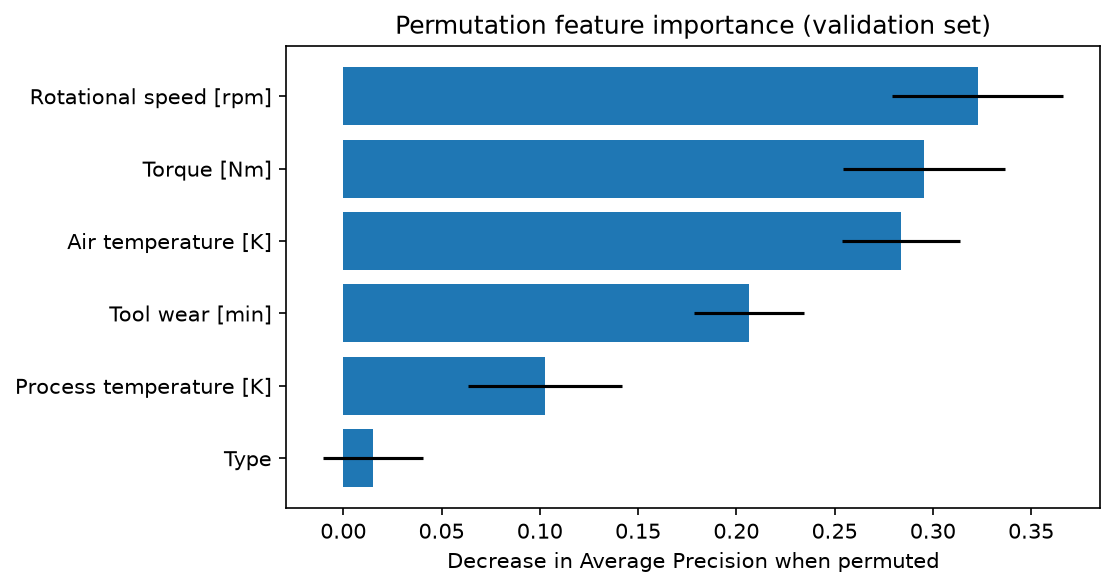 Permutation feature importance (validation set)
Rotational speed [rpm]
Torque [Nm]
Air temperature [K]
Tool wear [min]
Process temperature [K]
Type
0.00 0.05 0.10 0.15 0.20 0.25 0.30 0.35
Decrease in Average Precision when permuted